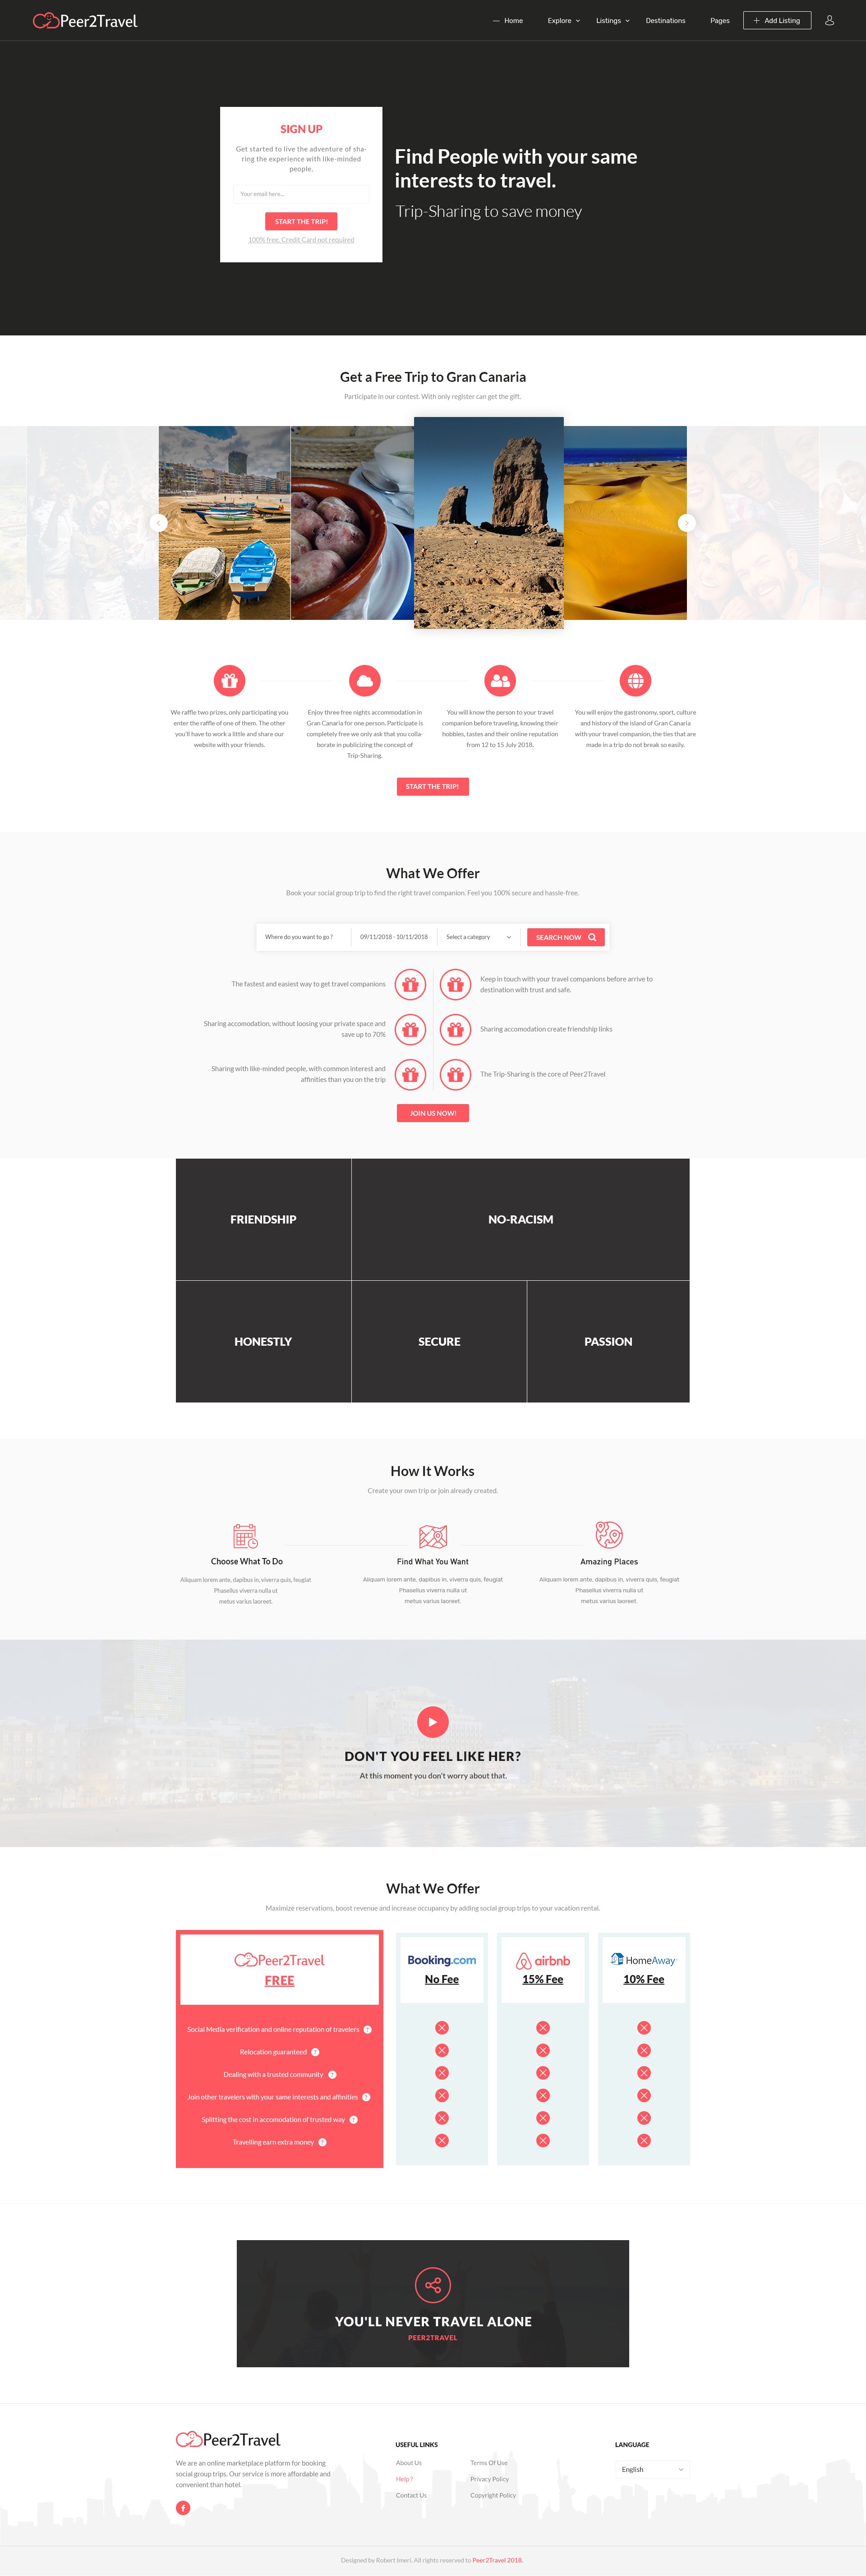 Peer2Travel
Home
Explore
Listings
Destinations
Pages
Add Listing
SIGN UP
Get started to live the adventure of sha-
ring the experience with like-minded
people.
Your email here...
START THE TRIP!
100% free, Credit Card not required
Find People with your same
interests to travel.
Trip-Sharing to save money
Get a Free Trip to Gran Canaria
Participate in our contest. With only register can get the gift.
We raffle two prizes, only participating you
enter the raffle of one of them. The other
you'll have to work a little and share our
website with your friends.
Enjoy three free nights accommodation in
Gran Canaria for one person, Participate is
completely free we only ask that you colla-
borate in publicizing the concept of
Trip-Sharing.
You will know the person to your travel
companion before traveling, knowing their
hobbies, tastes and their online reputation
from 12 to 15 July 2018.
You will enjoy the gastronomy, sport, culture
and history of the island of Gran Canaria
with your travel companion, the ties that are
made in a trip do not break so easily.
START THE TRIP!
What We Offer
Book your social group trip to find the right travel companion. Feel you 100% secure and hassle-free.
Where do you want to go ?
09/11/2018 - 10/11/2018
Select a category
SEARCH NOW
The fastest and easiest way to get travel companions
Keep in touch with your travel companions before arrive to
destination with trust and safe.
Sharing accomodation, without loosing your private space and
save up to 70%
Sharing accomodation create friendship links
Sharing with like-minded people, with common interest and
affinities than you on the trip
The Trip-Sharing is the core of Peer2Travel
JOIN US NOW!
FRIENDSHIP
NO-RACISM
HONESTLY
SECURE
PASSION
How It Works
Create your own trip or join already created.
Choose What To Do
Aliquam lorem ante, dapibus in, viverra quis, feugiat
Phasellus viverra nulla ut
metus varius laoreet.
Find What You Want
Aliquam lorem ante, dapibus in, viverra quis, feugiat
Phasellus viverra nulla ut
metus varius laoreet.
Amazing Places
Aliquam lorem ante, dapibus in, viverra quis, feugiat
Phasellus viverra nulla ut
metus varius laoreet.
DON'T YOU FEEL LIKE HER?
At this moment you don't worry about that.
What We Offer
Maximize reservations, boost revenue and increase occupancy by adding social group trips to your vacation rental.
Peer2Travel
FREE
Social Media verification and online reputation of travelers ?
Relocation guaranteed ?
Dealing with a trusted community ?
Join other travelers with your same interests and affinities ?
Splitting the cost in accomodation of trusted way ?
Travelling earn extra money ?
Booking.com
No Fee
airbnb
15% Fee
HomeAway
10% Fee
YOU'LL NEVER TRAVEL ALONE
PEER2TRAVEL
Peer2Travel
We are an online marketplace platform for booking
social group trips. Our service is more affordable and
convenient than hotel.
USEFUL LINKS
About Us
Help ?
Contact Us
Terms Of Use
Privacy Policy
Copyright Policy
LANGUAGE
English
Designed by Robert Imeri. All rights reserved to Peer2Travel 2018.